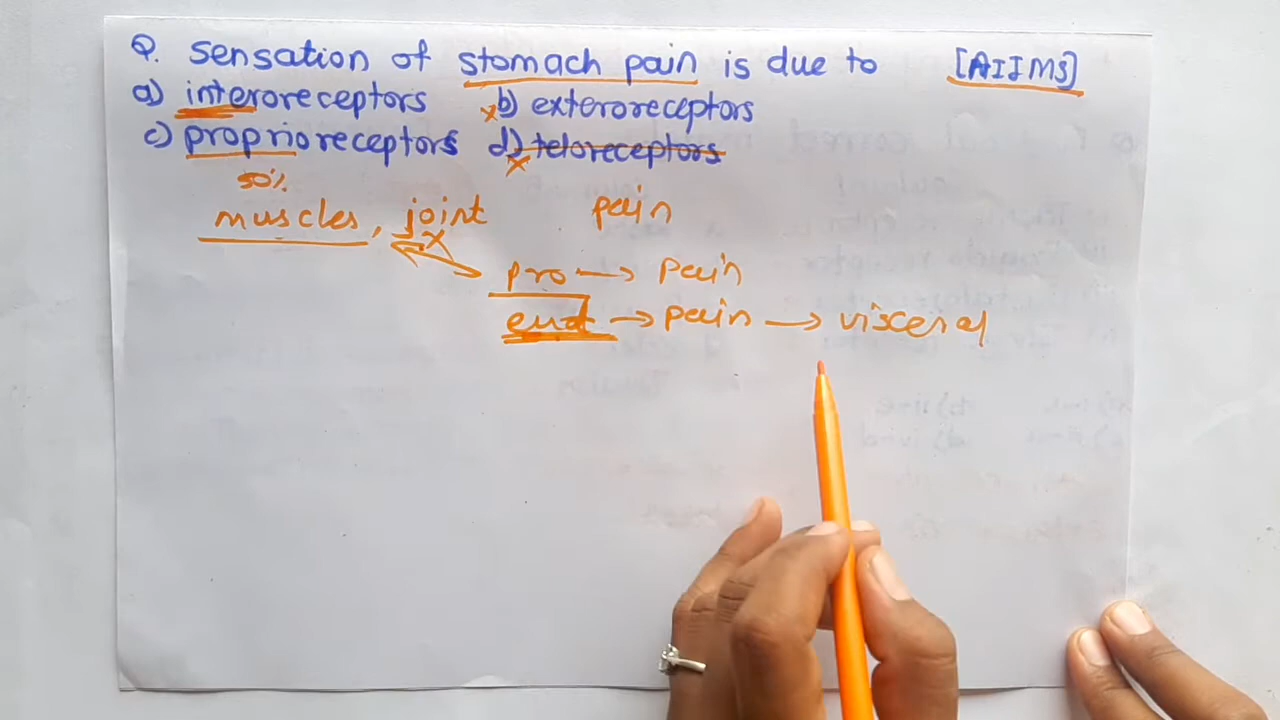 Q. Sensation of stomach pain is due to [AIIMS]
a) interoreceptors b) exteroreceptors
c) proprioreceptors d) teloreceptors
50%
muscles, joint pain
pro → pain
→ pain → visceral